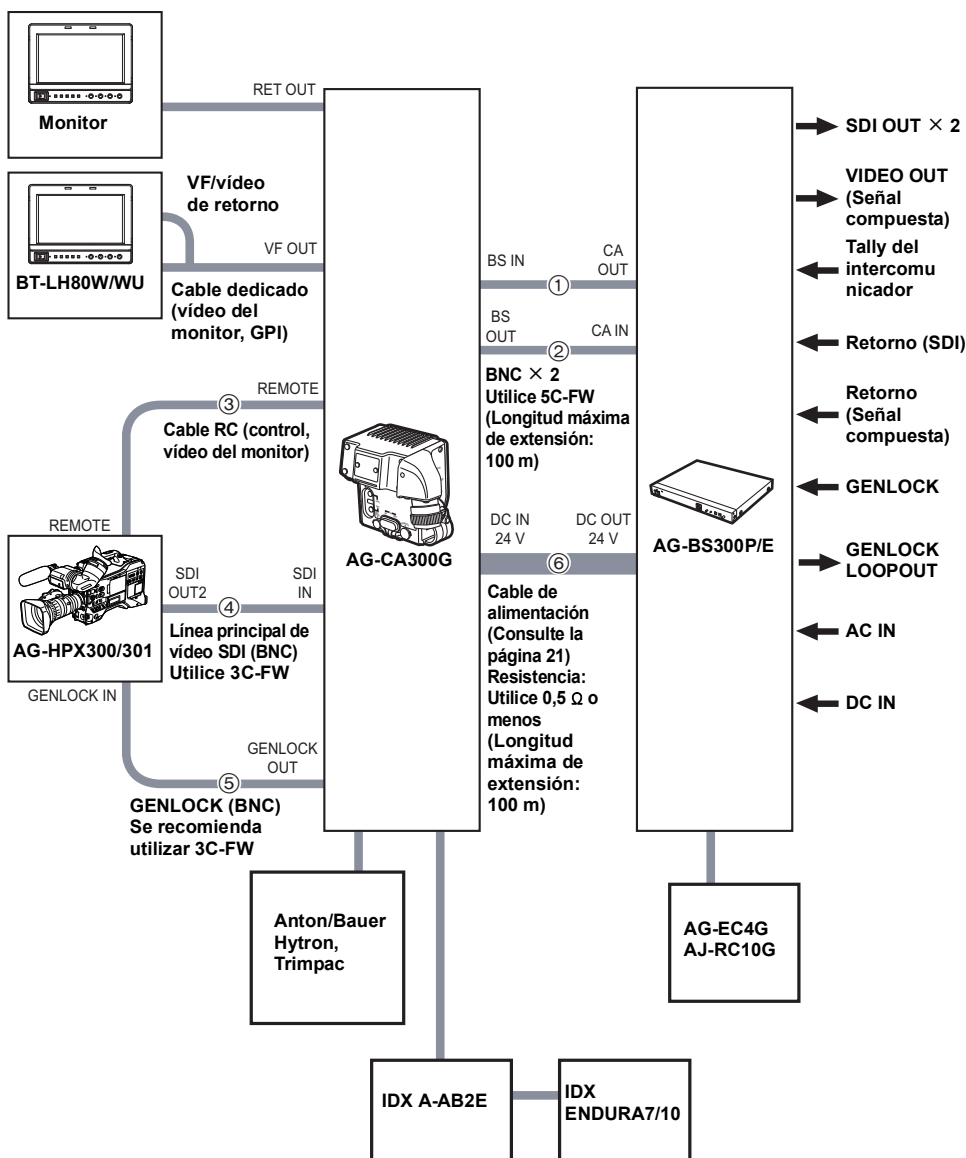 RET OUT
Monitor
VF/vídeo
de retorno
VF OUT
BT-LH80W/WU
Cable dedicado
(vídeo del
monitor, GPI)
REMOTE
③
Cable RC (control,
vídeo del monitor)
REMOTE
AG-HPX300/301
SDI
OUT2
④
SDI
IN
Línea principal de
vídeo SDI (BNC)
Utilice 3C-FW
GENLOCK IN
GENLOCK
OUT
⑤
GENLOCK (BNC)
Se recomienda
utilizar 3C-FW
AG-CA300G
BS IN
①
CA
OUT
BS
OUT
②
CA IN
BNC × 2
Utilice 5C-FW
(Longitud máxima
de extensión:
100 m)
DC IN
24 V
DC OUT
24 V
⑥
Cable de
alimentación
(Consulte la
página 21)
Resistencia:
Utilice 0,5 Ω o
menos
(Longitud
máxima de
extensión:
100 m)
AG-BS300P/E
SDI OUT × 2
VIDEO OUT
(Señal
compuesta)
Tally del
intercomu
nicador
Retorno (SDI)
Retorno
(Señal
compuesta)
GENLOCK
GENLOCK
LOOPOUT
AC IN
DC IN
Anton/Bauer
Hytron,
Trimpac
AG-EC4G
AJ-RC10G
IDX A-AB2E
IDX
ENDURA7/10